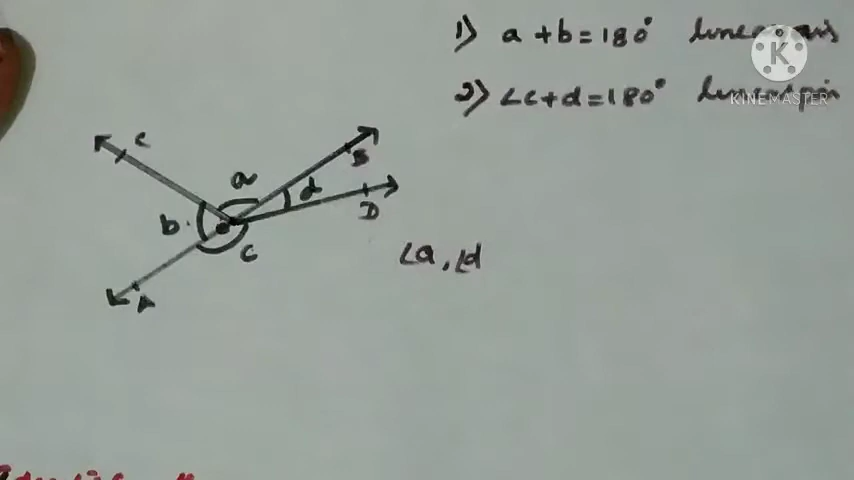 1) a + b = 180°
2) ∠c + d = 180°
K
KINEMASTER
C
B
a
d
D
b
C
∠a, ∠d
A